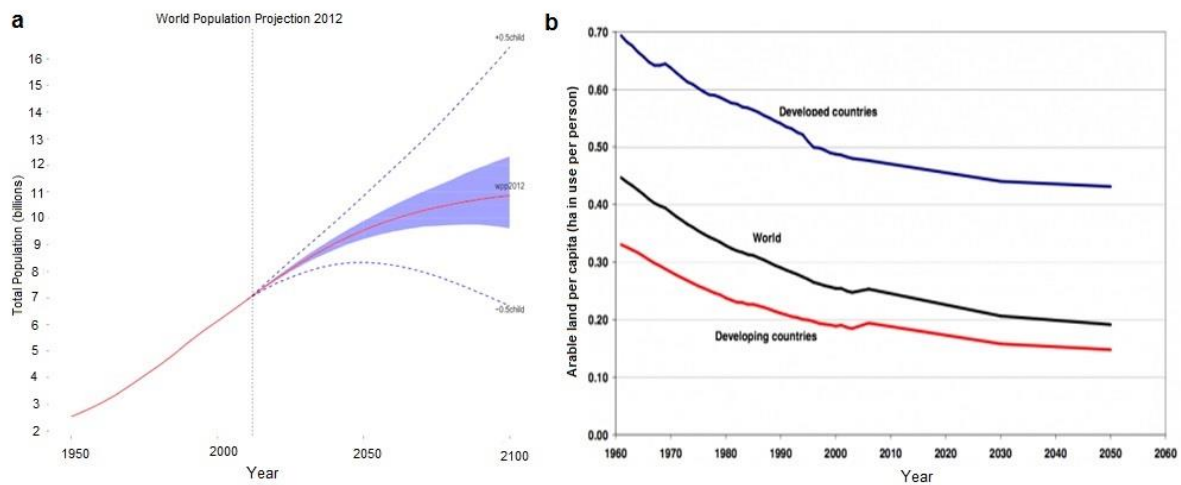 a
World Population Projection 2012
Total Population (billions)
16
15
14
13
12
11
10
9
8
7
6
5
4
3
2
+0.5child
wpp2012
-0.5child
1950
2000
2050
2100
Year
b
Arable land per capita (ha in use per person)
0.70
0.60
0.50
0.40
0.30
0.20
0.10
0.00
Developed countries
World
Developing countries
1960
1970
1980
1990
2000
2010
2020
2030
2040
2050
2060
Year